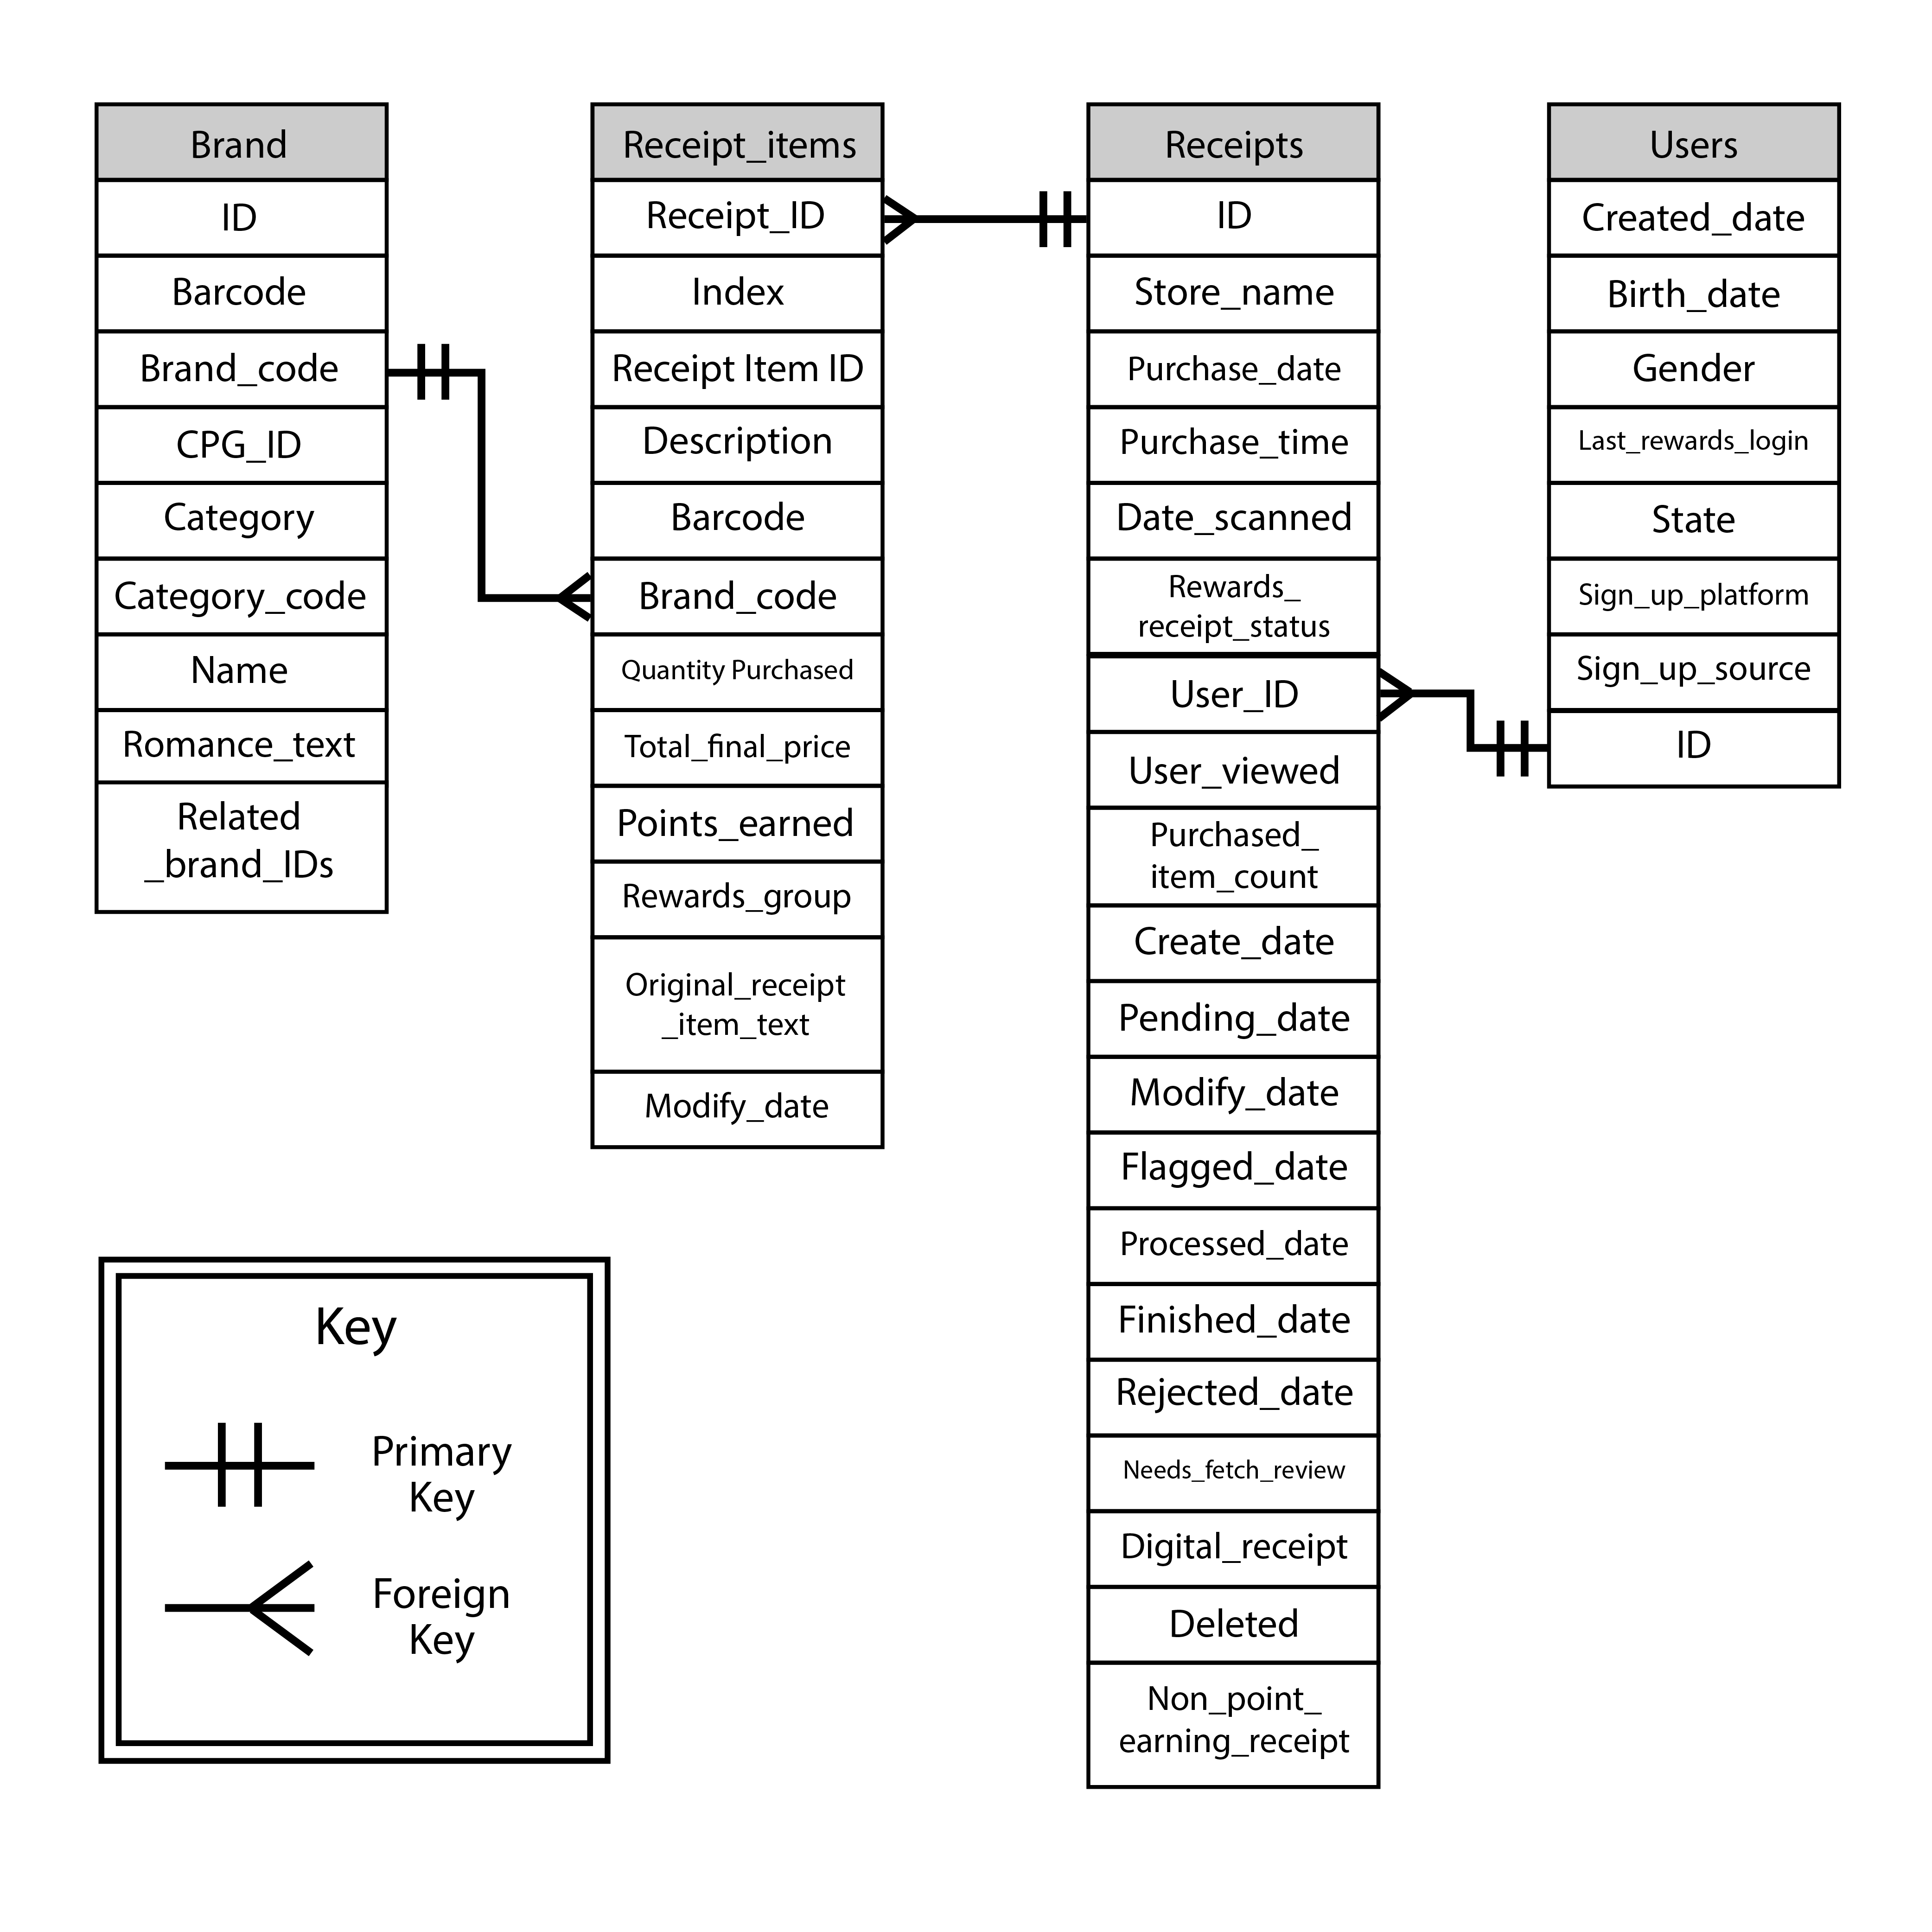 Brand
ID
Barcode
Brand_code
CPG_ID
Category
Category_code
Name
Romance_text
Related
_brand_IDs
Receipt_items
Receipt_ID
Index
Receipt Item ID
Description
Barcode
Brand_code
Quantity Purchased
Total_final_price
Points_earned
Rewards_group
Original_receipt
_item_text
Modify_date
Receipts
ID
Store_name
Purchase_date
Purchase_time
Date_scanned
Rewards_
receipt_status
User_ID
User_viewed
Purchased_
item_count
Create_date
Pending_date
Modify_date
Flagged_date
Processed_date
Finished_date
Rejected_date
Needs_fetch_review
Digital_receipt
Deleted
Non_point_
earning_receipt
Users
Created_date
Birth_date
Gender
Last_rewards_login
State
Sign_up_platform
Sign_up_source
ID
Key
Primary
Key
Foreign
Key